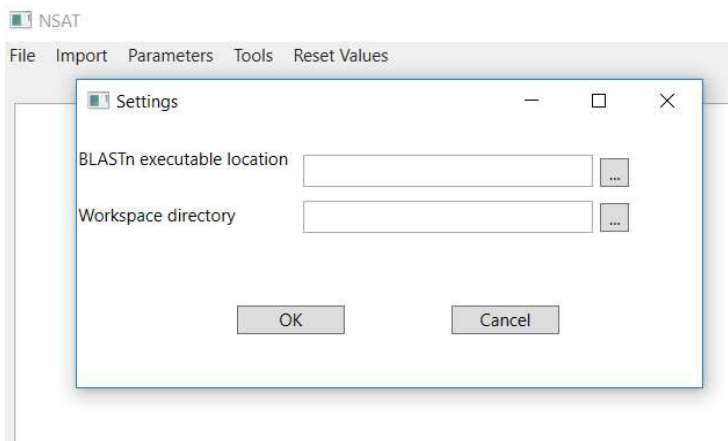 NSAT
File Import Parameters Tools Reset Values
Settings
BLASTn executable location ...
Workspace directory ...
OK Cancel